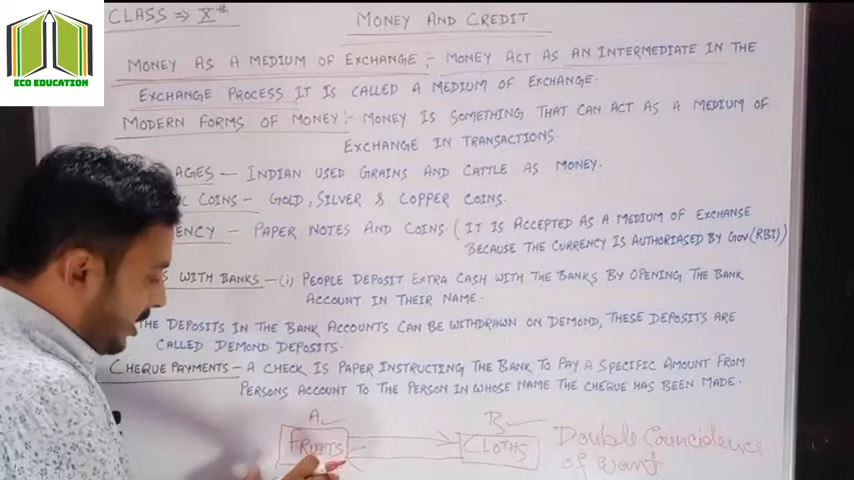 CLASS => Xth
MONEY AND CREDIT
ECO EDUCATION
MONEY AS A MEDIUM OF EXCHANGE :- MONEY ACT AS AN INTERMEDIATE IN THE
EXCHANGE PROCESS IT IS CALLED A MEDIUM OF EXCHANGE.
MODERN FORMS OF MONEY :- MONEY IS SOMETHING THAT CAN ACT AS A MEDIUM OF
EXCHANGE IN TRANSACTIONS.
AGES — INDIAN USED GRAINS AND CATTLE AS MONEY.
COINS — GOLD, SILVER & COPPER COINS.
— PAPER NOTES AND COINS. (IT IS ACCEPTED AS A MEDIUM OF EXCHANSE
BECAUSE THE CURRENCY IS AUTHORIASED BY GOV(RBI))
WITH BANKS — (i) PEOPLE DEPOSIT EXTRA CASH WITH THE BANKS BY OPENING THE BANK
ACCOUNT IN THEIR NAME.
THE DEPOSITS IN THE BANK ACCOUNTS CAN BE WITHDRAWN ON DEMOND, THESE DEPOSITS ARE
CALLED DEMOND DEPOSITS.
CHEQUE PAYMENTS — A CHECK IS PAPER INSTRUCTING THE BANK TO PAY A SPECIFIC AMOUNT FROM
PERSONS ACCOUNT TO THE PERSON IN WHOSE NAME THE CHEQUE HAS BEEN MADE.
A B
FRUITS CLOTHS Double Coincidence
of want